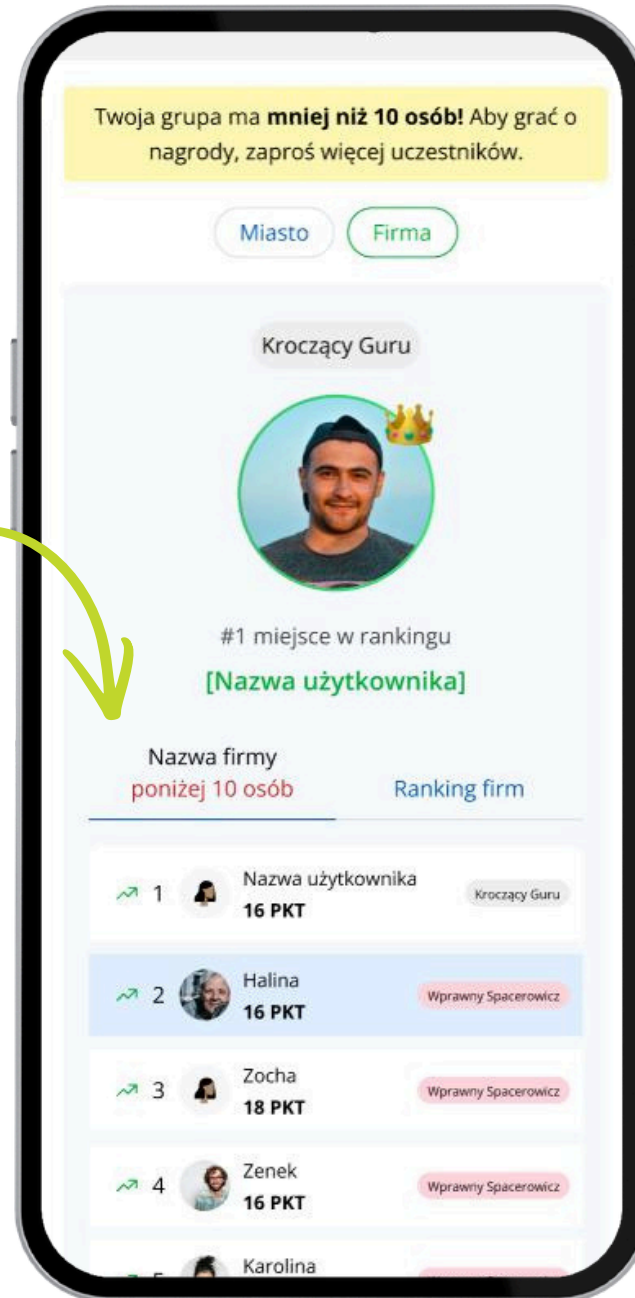 Twoja grupa ma mniej niż 10 osób! Aby grać o
nagrody, zaproś więcej uczestników.
Miasto
Firma
Kroczący Guru
#1 miejsce w rankingu
[Nazwa użytkownika]
Nazwa firmy
poniżej 10 osób
Ranking firm
1
Nazwa użytkownika
16 PKT
Kroczący Guru
2
Halina
16 PKT
Wprawny Spacerowicz
3
Zocha
18 PKT
Wprawny Spacerowicz
4
Zenek
16 PKT
Wprawny Spacerowicz
Karolina